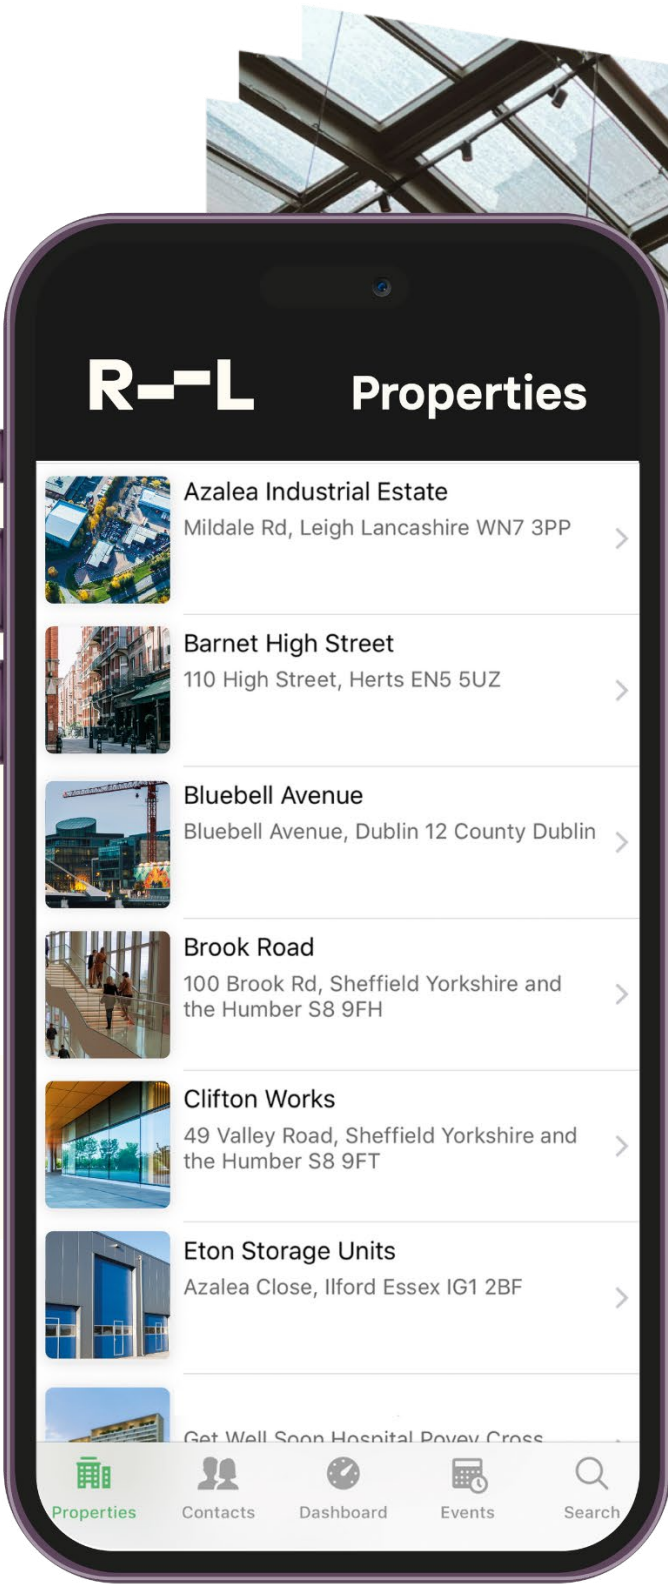 R--L
Properties
Azalea Industrial Estate
Mildale Rd, Leigh Lancashire WN7 3PP
Barnet High Street
110 High Street, Herts EN5 5UZ
Bluebell Avenue
Bluebell Avenue, Dublin 12 County Dublin
Brook Road
100 Brook Rd, Sheffield Yorkshire and
the Humber S8 9FH
Clifton Works
49 Valley Road, Sheffield Yorkshire and
the Humber S8 9FT
Eton Storage Units
Azalea Close, Ilford Essex IG1 2BF
Get Well Soon Hospital Povey Cross
Properties
Contacts
Dashboard
Events
Search